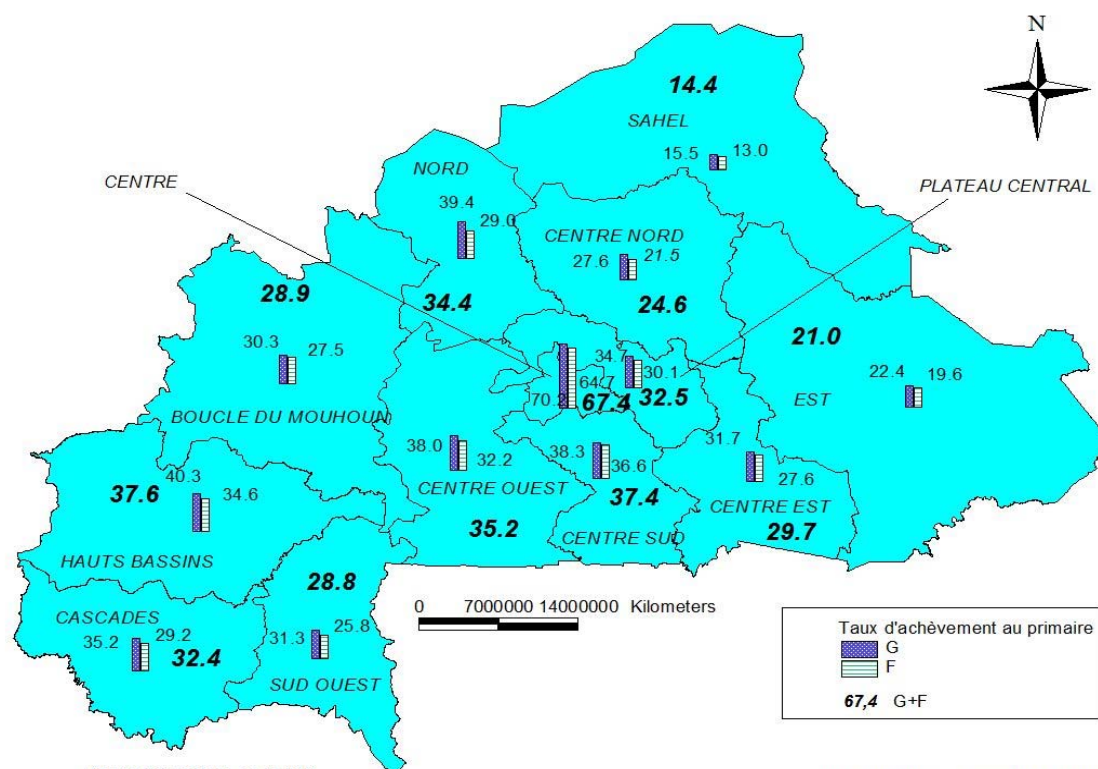 N
14.4
SAHEL
15.5 13.0
CENTRE
NORD
39.4 29.0
34.4
PLATEAU CENTRAL
CENTRE NORD
27.6 21.5
24.6
28.9
30.3 27.5
BOUCLE DU MOUHOUN
21.0
22.4 19.6
EST
34.7 30.1
32.5
64.7
67.4
38.0 32.2
CENTRE OUEST
35.2
38.3 36.6
37.4
CENTRE SUD
31.7 27.6
CENTRE EST
29.7
40.3 34.6
37.6
HAUTS BASSINS
CASCADES
35.2 29.2
32.4
28.8
31.3 25.8
SUD OUEST
0 7000000 14000000 Kilometers
Taux d'achèvement au primaire
G
F
67,4 G+F